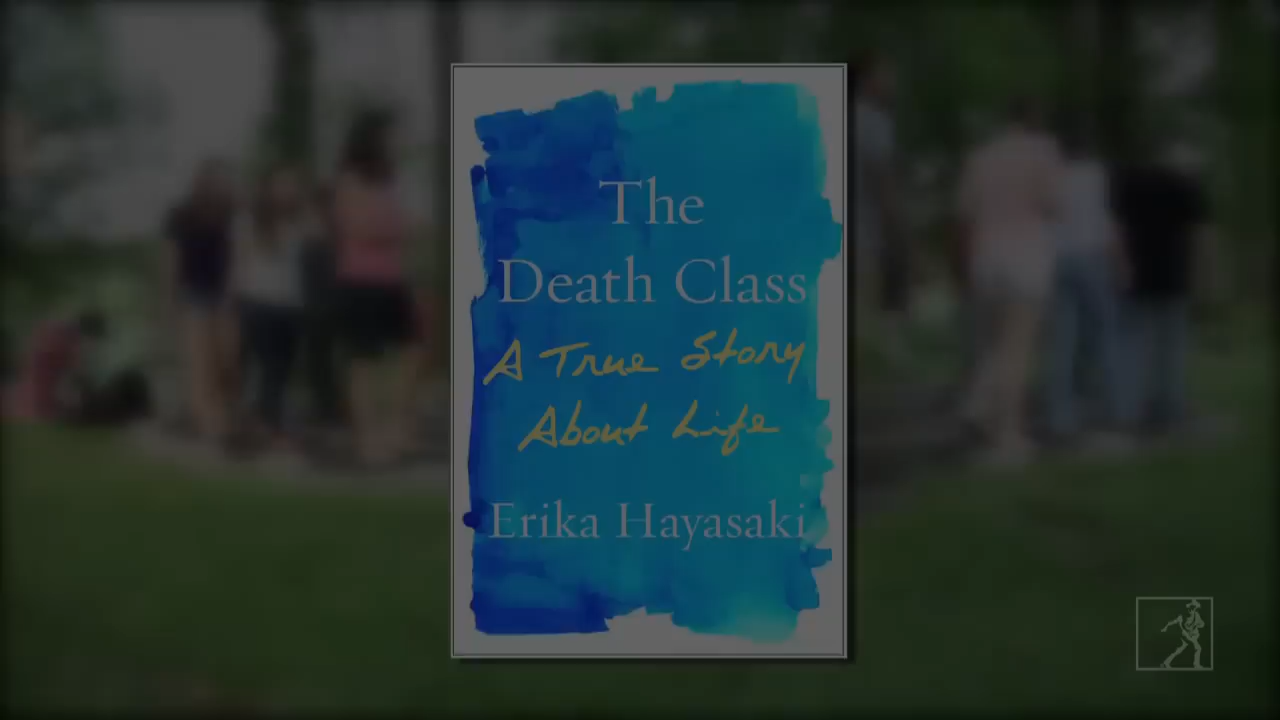 The
Death Class
A True Story
About Life
Erika Hayasaki